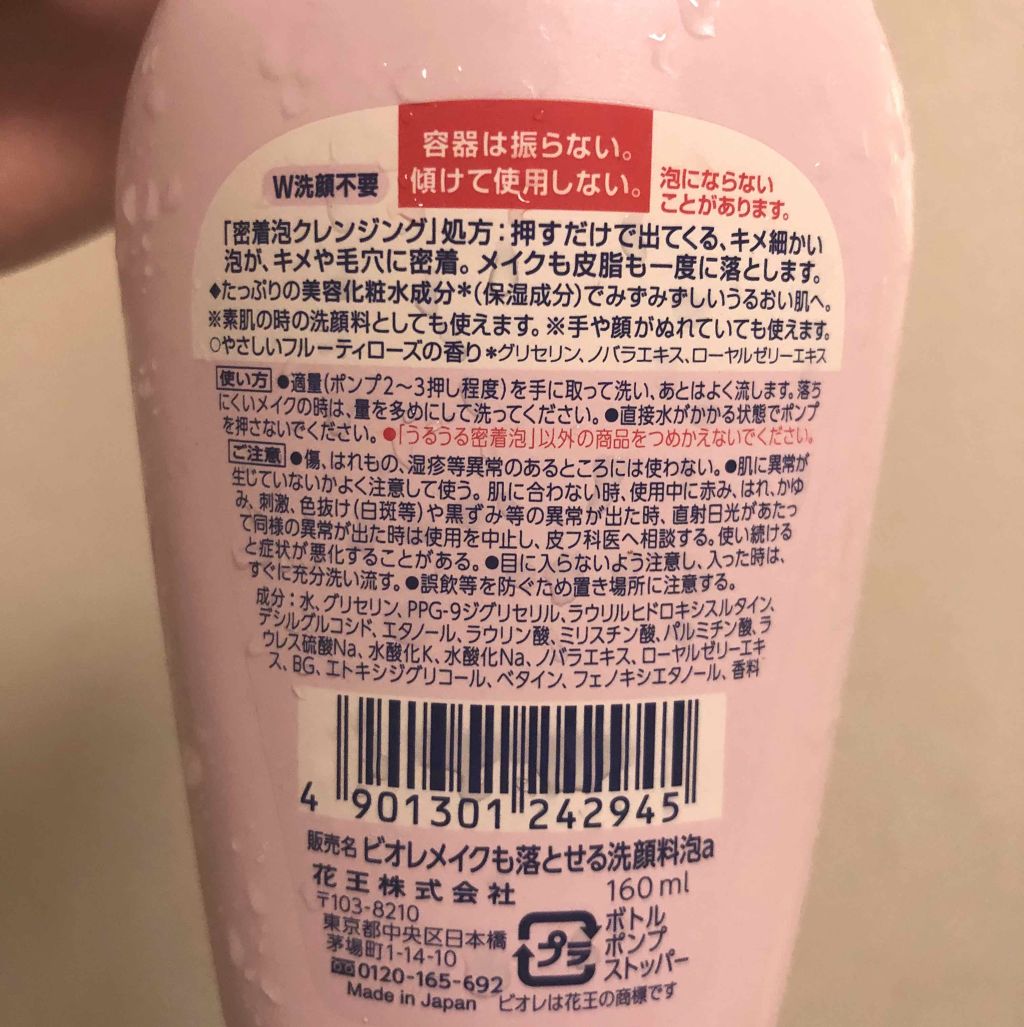 容器は振らない。
傾けて使用しない。
W洗顔不要
泡にならない
ことがあります。
「密着泡クレンジング」処方：押すだけで出てくる、キメ細かい
泡が、キメや毛穴に密着。メイクも皮脂も一度に落とします。
◆たっぷりの美容化粧水成分＊(保湿成分)でみずみずしいうるおい肌へ。
※素肌の時の洗顔料としても使えます。※手や顔がぬれていても使えます。
○やさしいフルーティローズの香り＊グリセリン、ノバラエキス、ローヤルゼリーエキス
使い方 ●適量(ポンプ2～3押し程度)を手に取って洗い、あとはよく流します。落ち
にくいメイクの時は、量を多めにして洗ってください。●直接水がかかる状態でポンプ
を押さないでください。●「うるうる密着泡」以外の商品をつめかえないでください。
ご注意 ●傷、はれもの、湿疹等異常のあるところには使わない。●肌に異常が
生じていないかよく注意して使う。肌に合わない時、使用中に赤み、はれ、かゆ
み、刺激、色抜け(白斑等)や黒ずみ等の異常が出た時、直射日光があたっ
て同様の異常が出た時は使用を中止し、皮フ科医へ相談する。使い続ける
と症状が悪化することがある。●目に入らないよう注意し、入った時は、
すぐに充分洗い流す。●誤飲等を防ぐため置き場所に注意する。
成分：水、グリセリン、PPG-9ジグリセリル、ラウリルヒドロキシスルタイン、
デシルグルコシド、エタノール、ラウリン酸、ミリスチン酸、パルミチン酸、ラ
ウレス硫酸Na、水酸化K、水酸化Na、ノバラエキス、ローヤルゼリーエキ
ス、BG、エトキシジグリコール、ベタイン、フェノキシエタノール、香料
4 901301 242945
販売名 ビオレメイクも落とせる洗顔料泡a
花王株式会社 160ml
〒103-8210
東京都中央区日本橋
茅場町1-14-10
0120-165-692
Made in Japan
プラ
ボトル
ポンプ
ストッパー
ビオレは花王の商標です